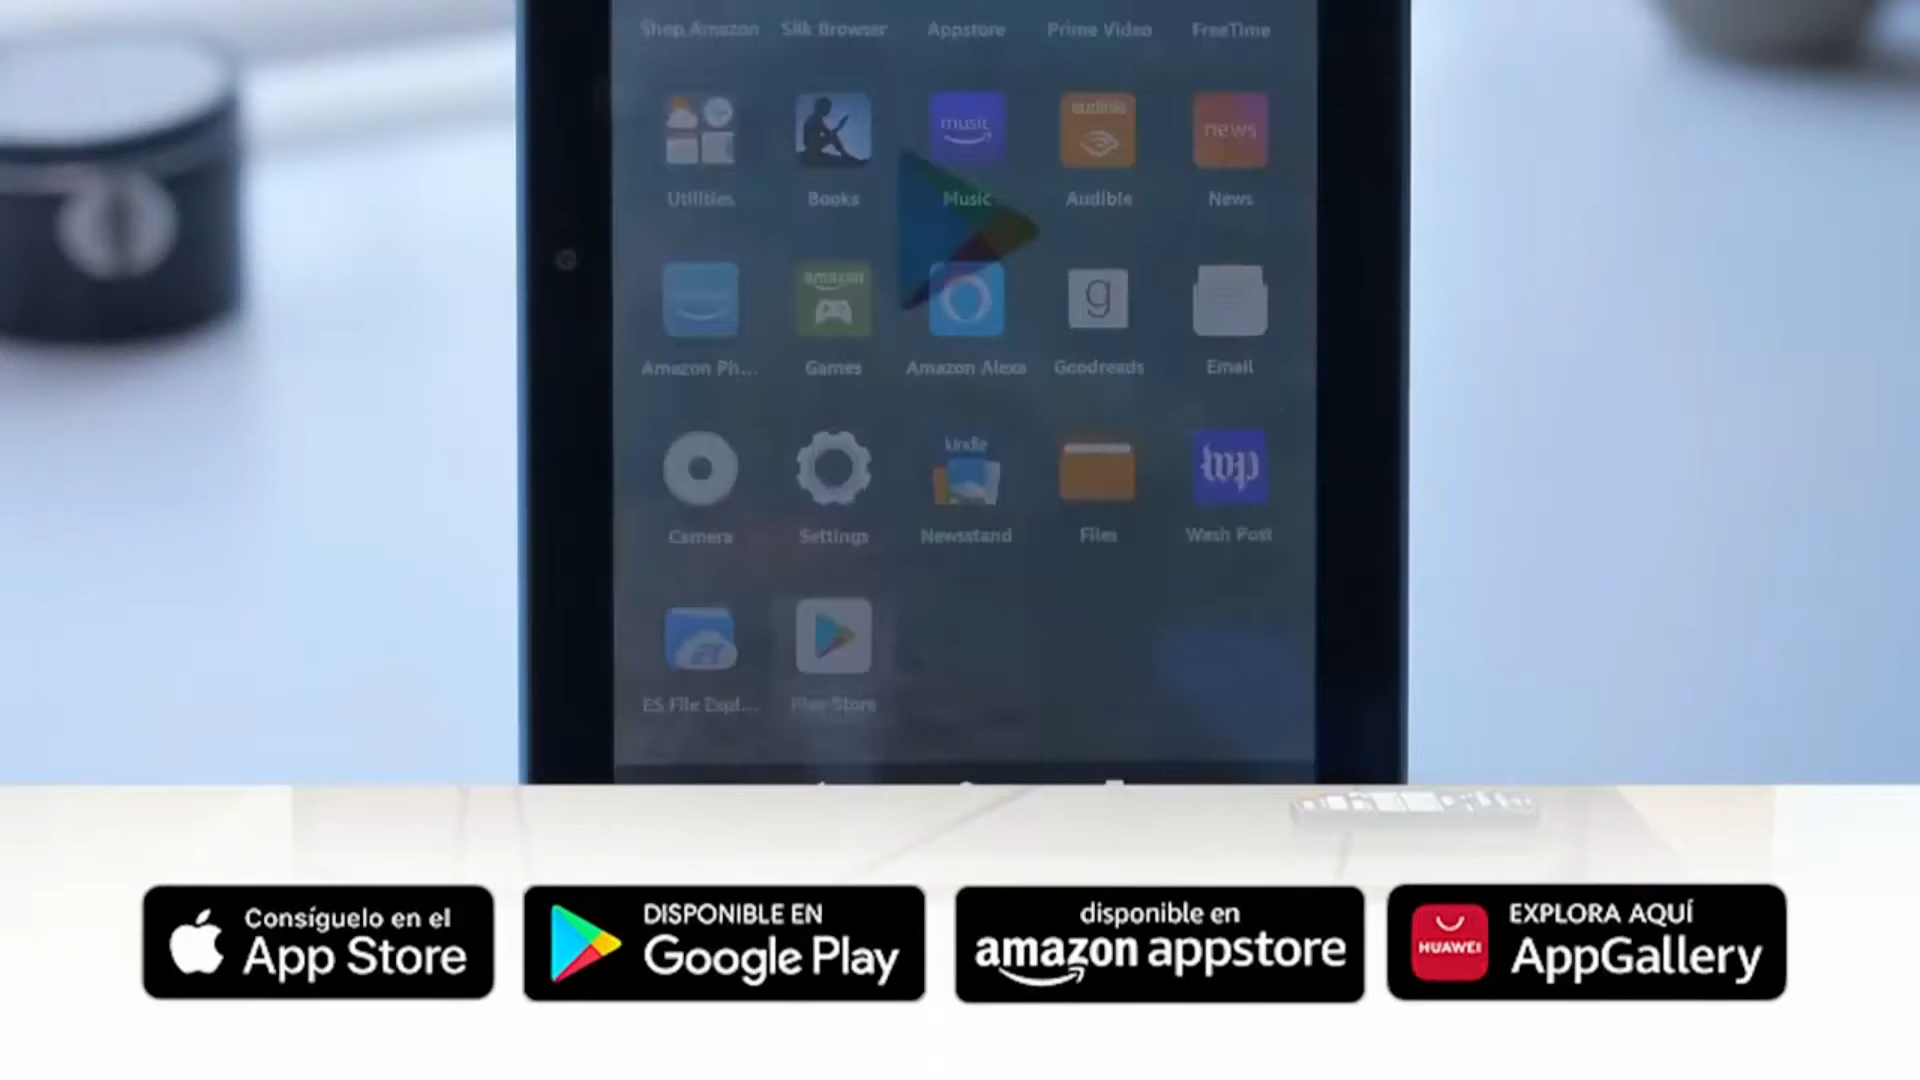 Shop Amazon Silk Browser Appstore Prime Video FreeTime
music audible news
Utilities Books Music Audible News
amazon g
Amazon Ph... Games Amazon Alexa Goodreads Email
kindle wp
Camera Settings Newsstand Files Wash Post
ES File Expl... Play Store
Consíguelo en el
App Store
DISPONIBLE EN
Google Play
disponible en
amazon appstore
HUAWEI
EXPLORA AQUÍ
AppGallery